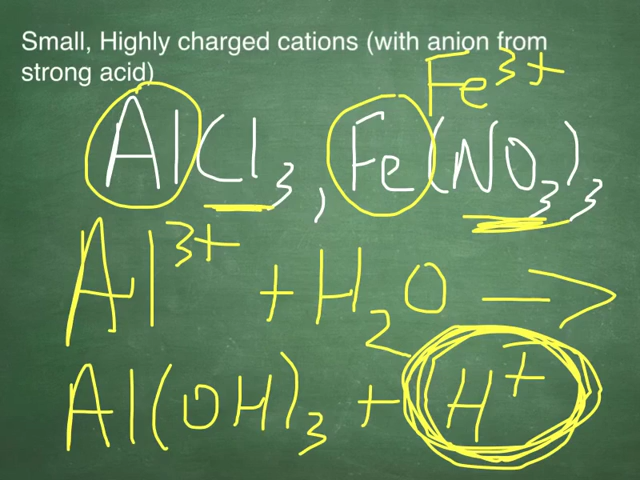 Small, Highly charged cations (with anion from
strong acid)
Fe³⁺
AlCl₃, Fe(NO₃)₃
Al³⁺ + H₂O →
Al(OH)₃ + H⁺